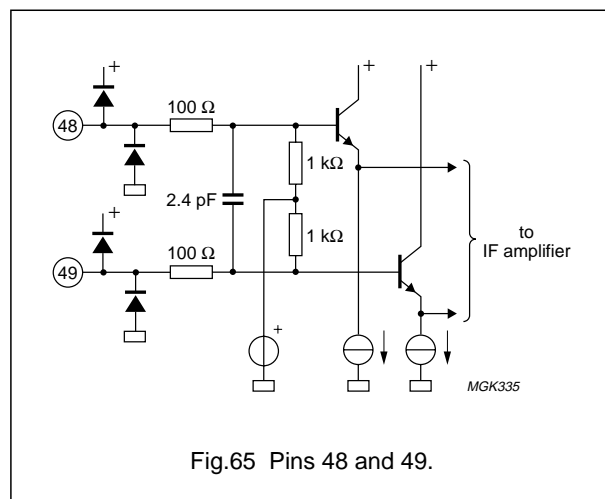 + +
+
100 Ω
48
1 kΩ
2.4 pF
to
IF amplifier
+
1 kΩ
100 Ω
49
+
MGK335
Fig.65 Pins 48 and 49.